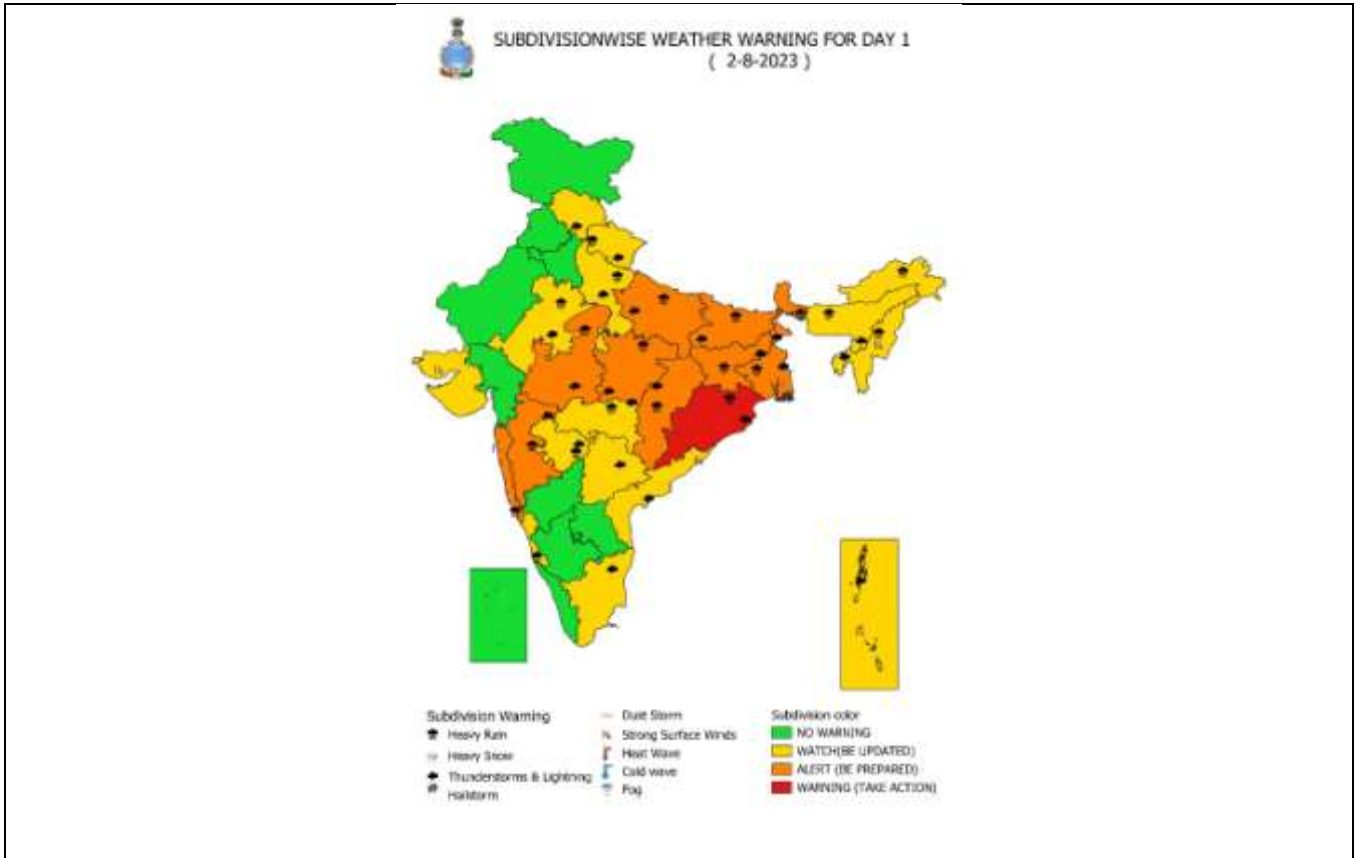 SUBDIVISIONWISE WEATHER WARNING FOR DAY 1
( 2-8-2023 )
Subdivision Warning
Heavy Rain
Heavy Snow
Thunderstorms & Lightning
Hailstorm
Dust Storm
Strong Surface Winds
Heat Wave
Cold wave
Fog
Subdivision color
NO WARNING
WATCH(BE UPDATED)
ALERT (BE PREPARED)
WARNING (TAKE ACTION)